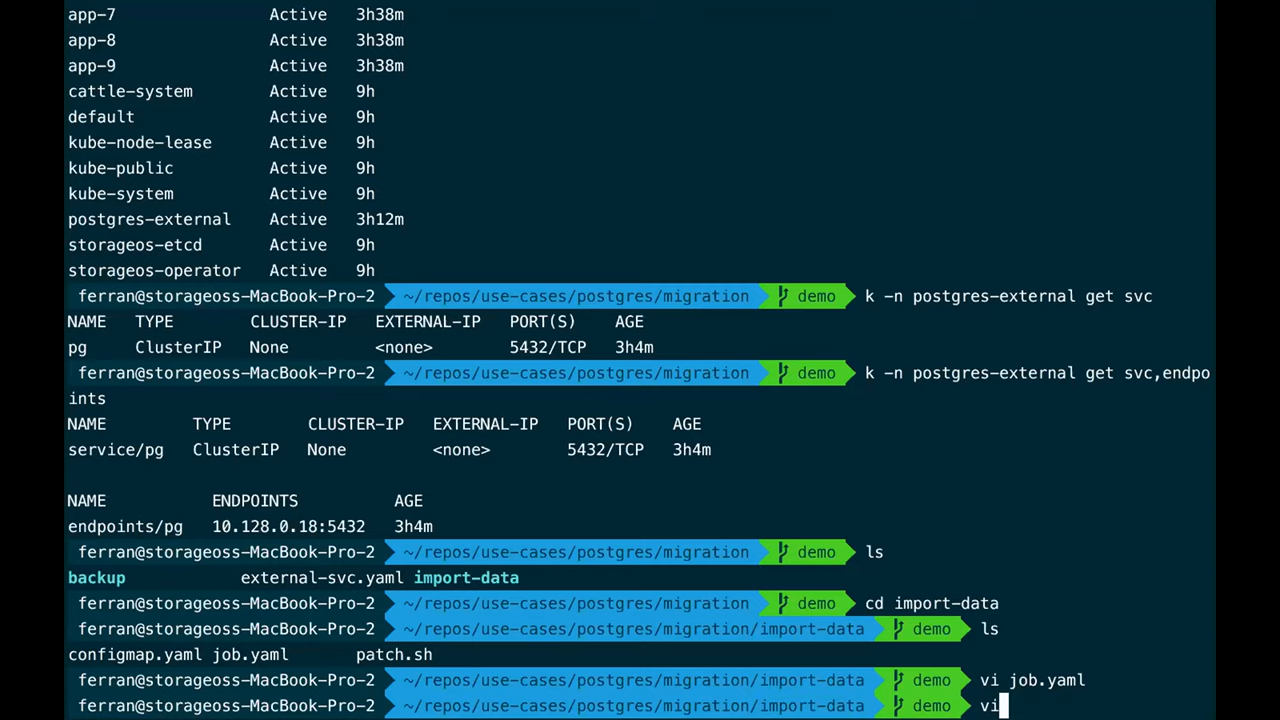 app-7 Active 3h38m
app-8 Active 3h38m
app-9 Active 3h38m
cattle-system Active 9h
default Active 9h
kube-node-lease Active 9h
kube-public Active 9h
kube-system Active 9h
postgres-external Active 3h12m
storageos-etcd Active 9h
storageos-operator Active 9h
ferran@storageoss-MacBook-Pro-2 ~/repos/use-cases/postgres/migration demo k -n postgres-external get svc
NAME TYPE CLUSTER-IP EXTERNAL-IP PORT(S) AGE
pg ClusterIP None <none> 5432/TCP 3h4m
ferran@storageoss-MacBook-Pro-2 ~/repos/use-cases/postgres/migration demo k -n postgres-external get svc,endpo
ints
NAME TYPE CLUSTER-IP EXTERNAL-IP PORT(S) AGE
service/pg ClusterIP None <none> 5432/TCP 3h4m
NAME ENDPOINTS AGE
endpoints/pg 10.128.0.18:5432 3h4m
ferran@storageoss-MacBook-Pro-2 ~/repos/use-cases/postgres/migration demo ls
backup external-svc.yaml import-data
ferran@storageoss-MacBook-Pro-2 ~/repos/use-cases/postgres/migration demo cd import-data
ferran@storageoss-MacBook-Pro-2 ~/repos/use-cases/postgres/migration/import-data demo ls
configmap.yaml job.yaml patch.sh
ferran@storageoss-MacBook-Pro-2 ~/repos/use-cases/postgres/migration/import-data demo vi job.yaml
ferran@storageoss-MacBook-Pro-2 ~/repos/use-cases/postgres/migration/import-data demo vi